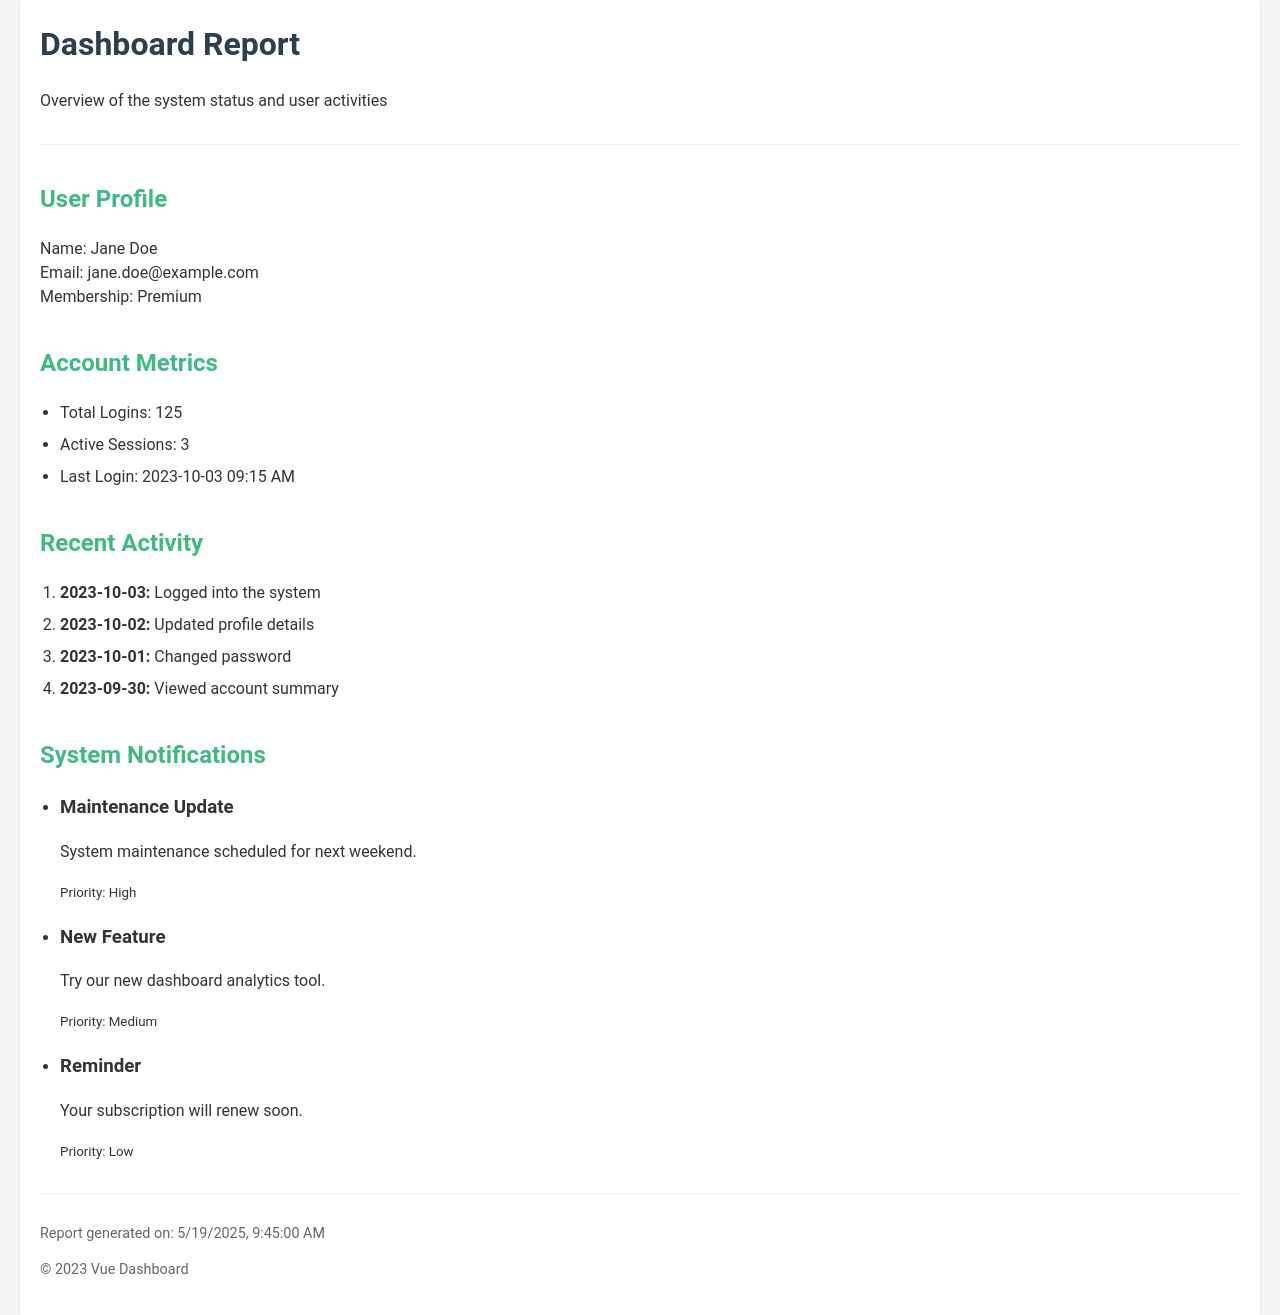 Dashboard Report
Overview of the system status and user activities
User Profile
Name: Jane Doe
Email: jane.doe@example.com
Membership: Premium
Account Metrics
• Total Logins: 125
• Active Sessions: 3
• Last Login: 2023-10-03 09:15 AM
Recent Activity
1. 2023-10-03: Logged into the system
2. 2023-10-02: Updated profile details
3. 2023-10-01: Changed password
4. 2023-09-30: Viewed account summary
System Notifications
• Maintenance Update
System maintenance scheduled for next weekend.
Priority: High
• New Feature
Try our new dashboard analytics tool.
Priority: Medium
• Reminder
Your subscription will renew soon.
Priority: Low
Report generated on: 5/19/2025, 9:45:00 AM
© 2023 Vue Dashboard